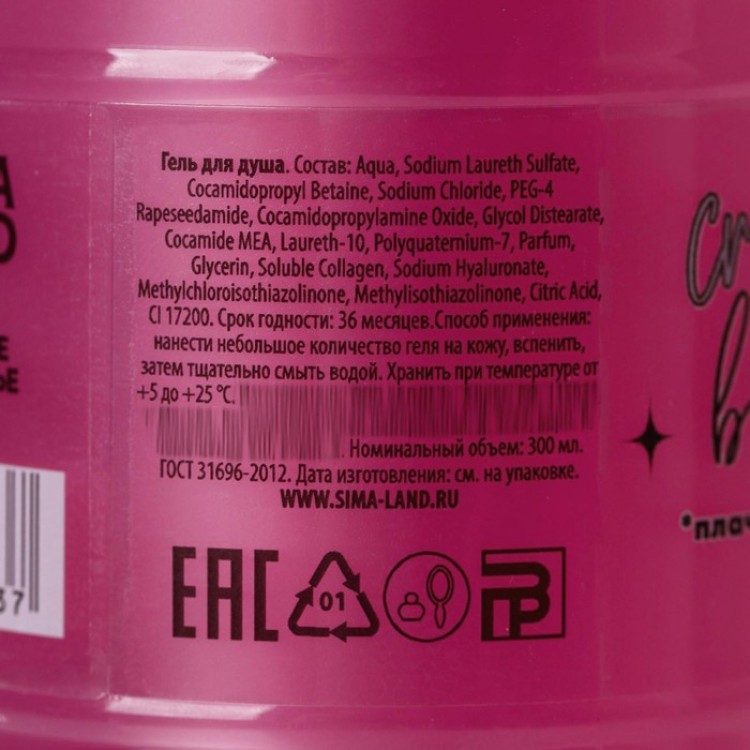 Гель для душа. Состав: Aqua, Sodium Laureth Sulfate,
Cocamidopropyl Betaine, Sodium Chloride, PEG-4
Rapeseedamide, Cocamidopropylamine Oxide, Glycol Distearate,
Cocamide MEA, Laureth-10, Polyquaternium-7, Parfum,
Glycerin, Soluble Collagen, Sodium Hyaluronate,
Methylchloroisothiazolinone, Methylisothiazolinone, Citric Acid,
CI 17200. Срок годности: 36 месяцев.Способ применения:
нанести небольшое количество геля на кожу, вспенить,
затем тщательно смыть водой. Хранить при температуре от
+5 до +25 °C.
Номинальный объем: 300 мл.
ГОСТ 31696-2012. Дата изготовления: см. на упаковке.
WWW.SIMA-LAND.RU
EAC 01
37